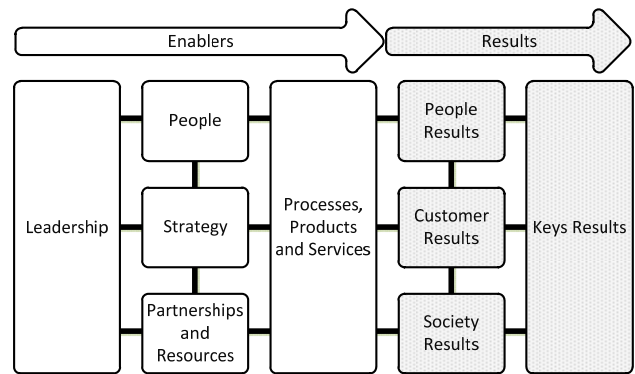 Enablers
Results
Leadership
People
Strategy
Partnerships
and
Resources
Processes,
Products
and Services
People
Results
Customer
Results
Society
Results
Keys Results